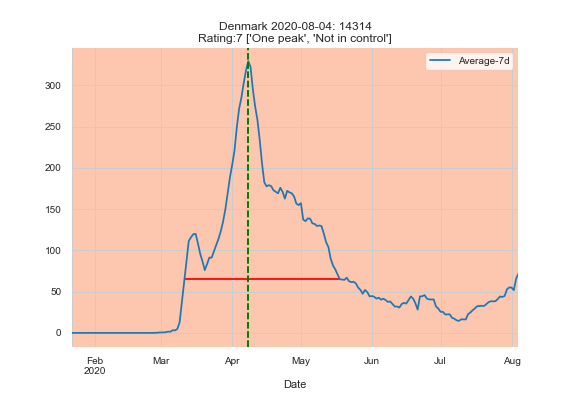 Denmark 2020-08-04: 14314
Rating:7 ['One peak', 'Not in control']
Average-7d
300
250
200
150
100
50
0
Feb Mar Apr May Jun Jul Aug
2020
Date